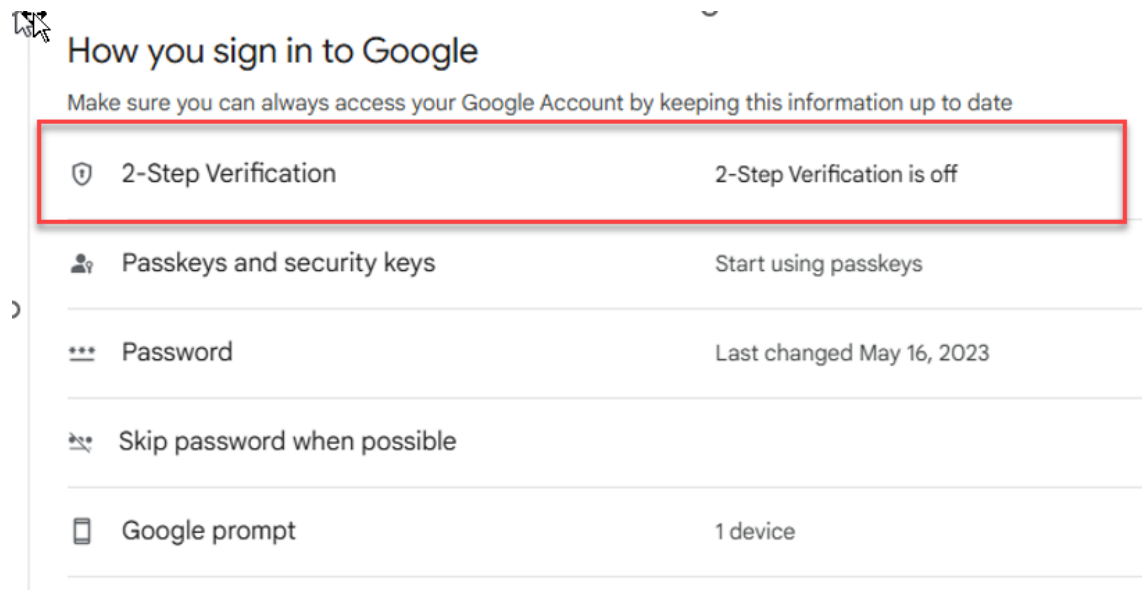 How you sign in to Google
Make sure you can always access your Google Account by keeping this information up to date
2-Step Verification 2-Step Verification is off
Passkeys and security keys Start using passkeys
Password Last changed May 16, 2023
Skip password when possible
Google prompt 1 device